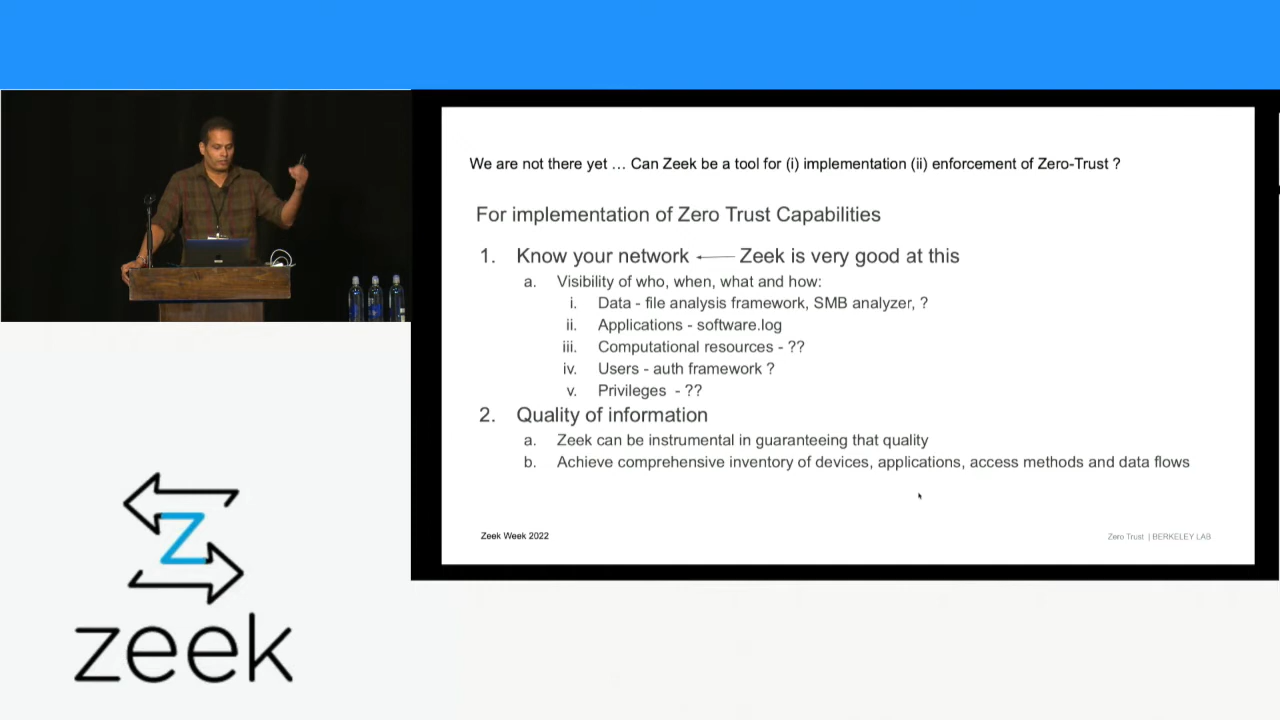 We are not there yet … Can Zeek be a tool for (i) implementation (ii) enforcement of Zero-Trust ?
For implementation of Zero Trust Capabilities
1. Know your network ← Zeek is very good at this
a. Visibility of who, when, what and how:
i. Data - file analysis framework, SMB analyzer, ?
ii. Applications - software.log
iii. Computational resources - ??
iv. Users - auth framework ?
v. Privileges - ??
2. Quality of information
a. Zeek can be instrumental in guaranteeing that quality
b. Achieve comprehensive inventory of devices, applications, access methods and data flows
Zeek Week 2022
Zero Trust | BERKELEY LAB
Z
zeek